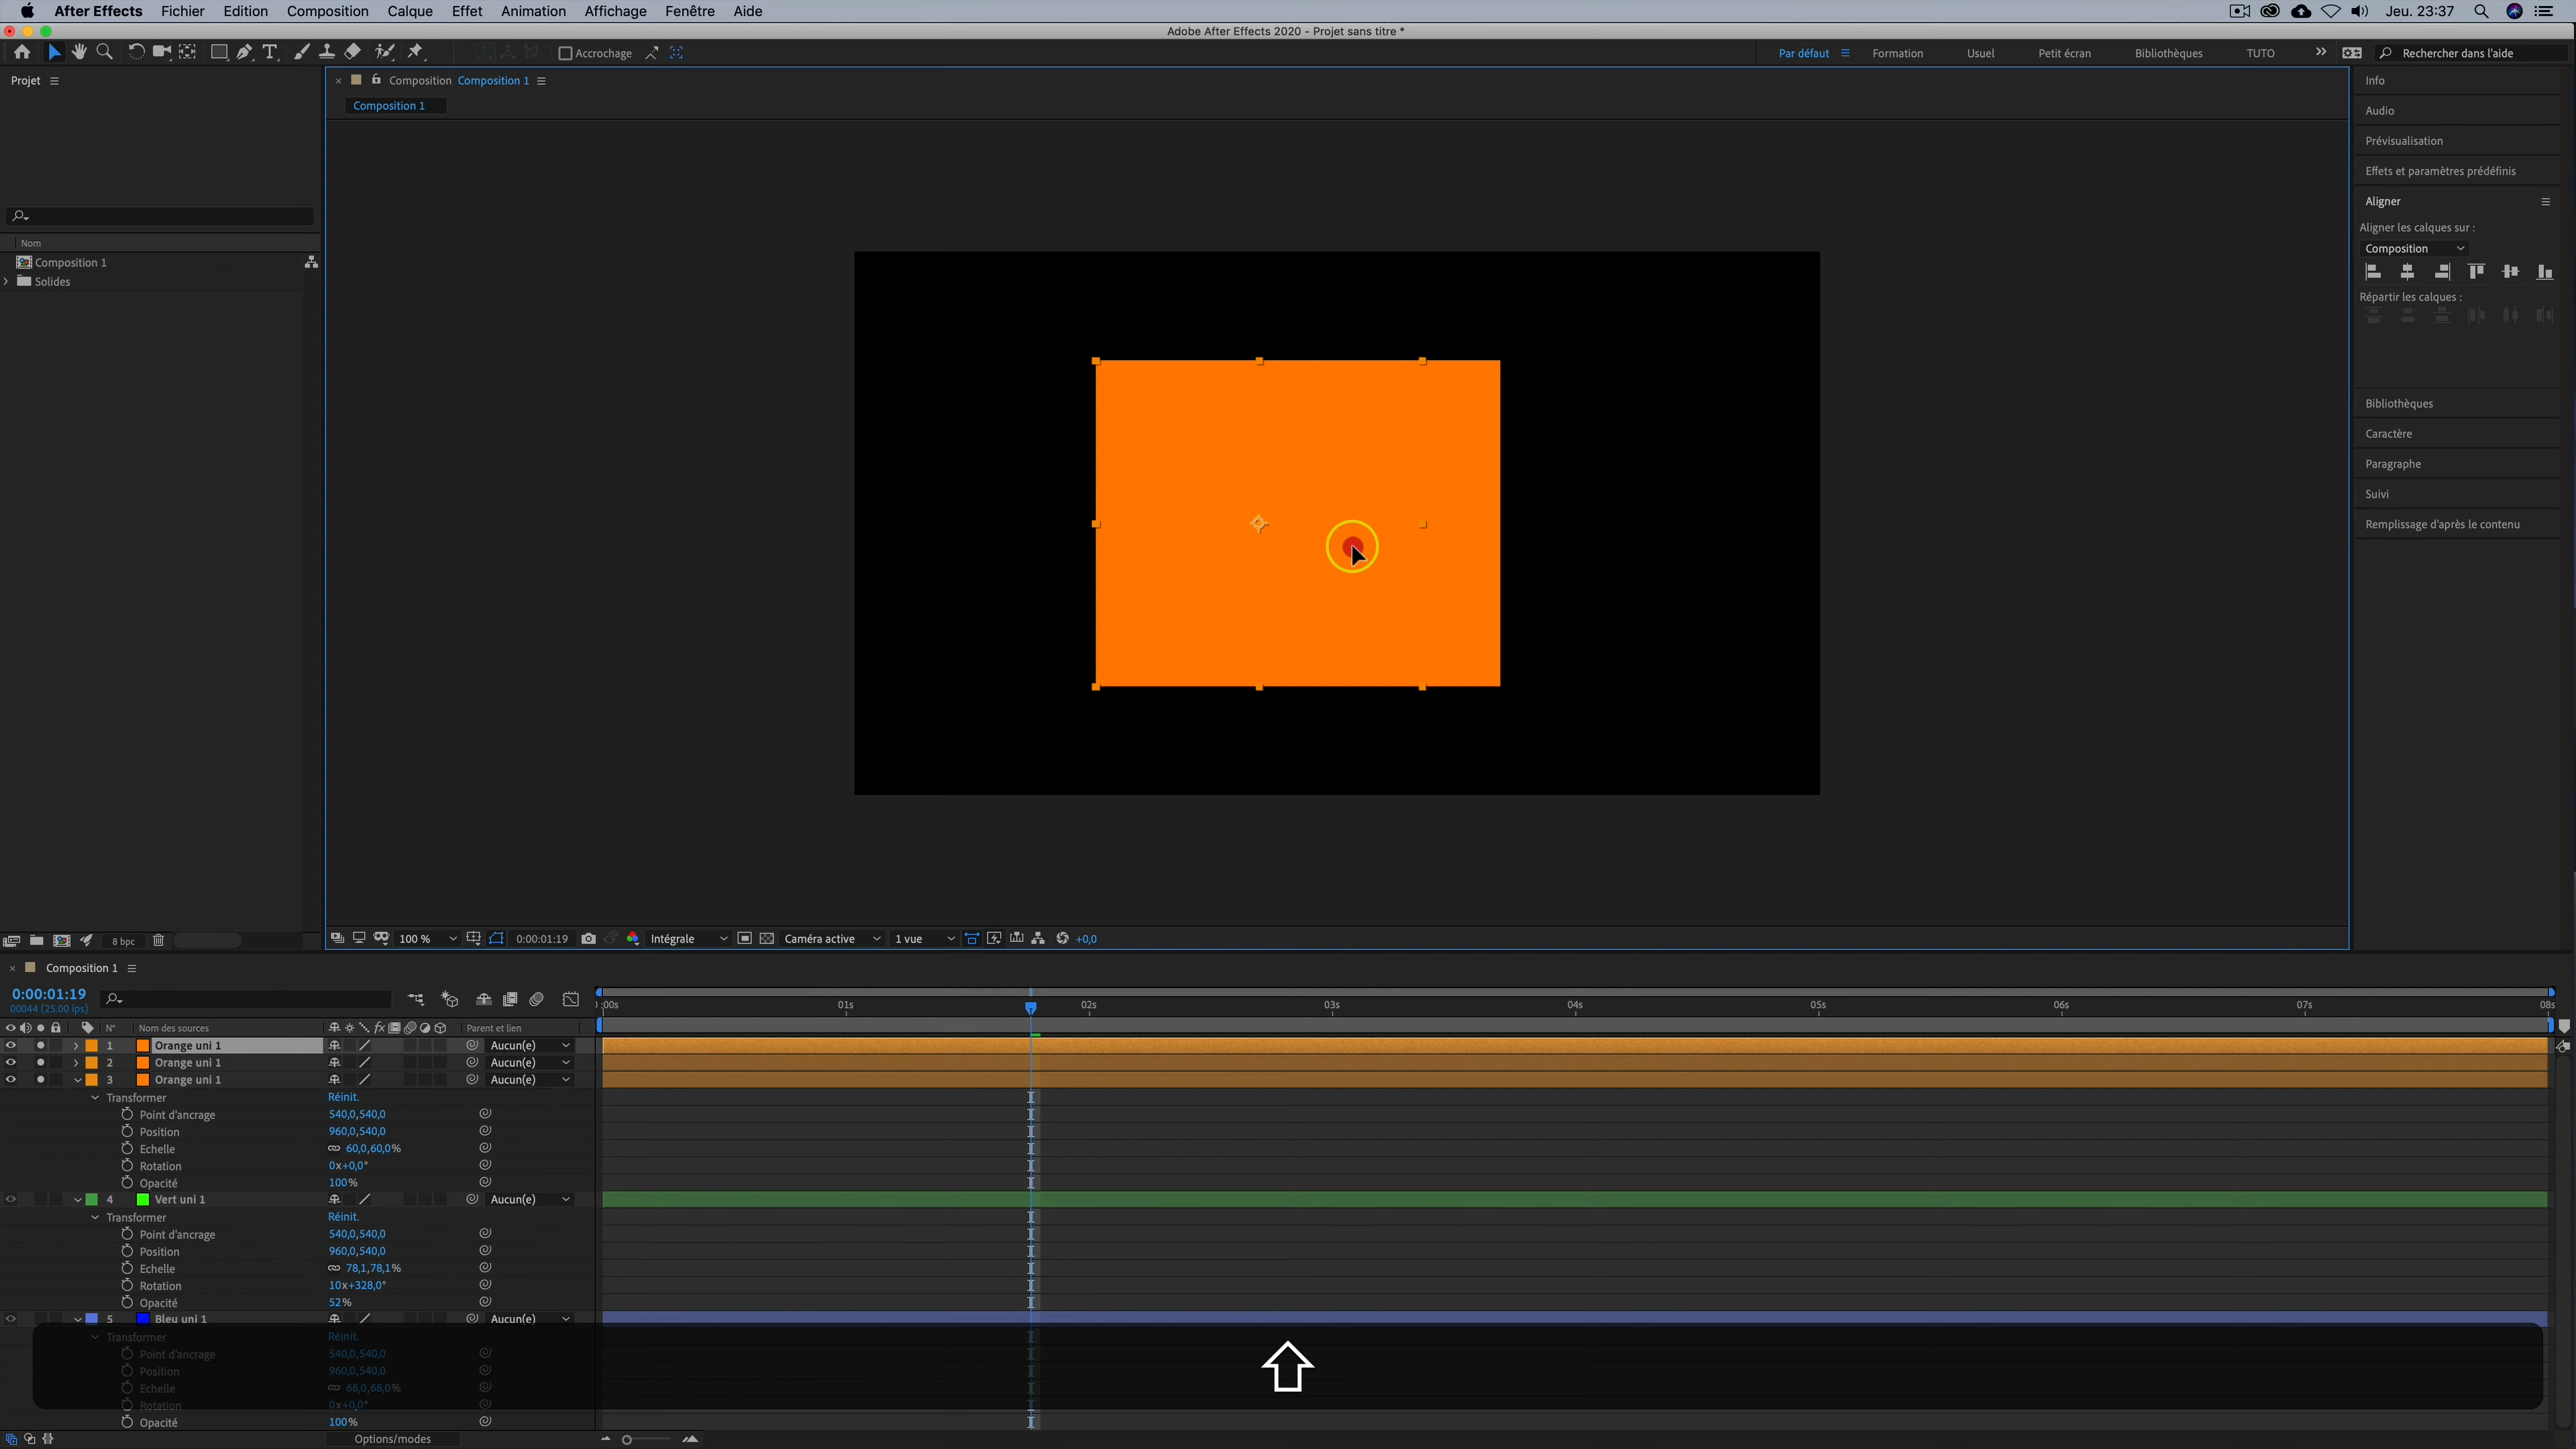 After Effects Fichier Edition Composition Calque Effet Animation Affichage Fenêtre Aide Jeu. 23:37
Adobe After Effects 2020 - Projet sans titre *
Accrochage Par défaut Formation Usuel Petit écran Bibliothèques TUTO Rechercher dans l'aide
Projet
Composition Composition 1
Composition 1
Nom
Composition 1
Solides
Info
Audio
Prévisualisation
Effets et paramètres prédéfinis
Aligner
Aligner les calques sur :
Composition
Répartir les calques :
Bibliothèques
Caractère
Paragraphe
Suivi
Remplissage d'après le contenu
8 bpc
100 % 0:00:01:19 Intégrale Caméra active 1 vue +0,0
Composition 1
0:00:01:19
00044 (25.00 ips)
:00s 01s 02s 03s 04s 05s 06s 07s 08s
N° Nom des sources fx Parent et lien
1 Orange uni 1 Aucun(e)
2 Orange uni 1 Aucun(e)
3 Orange uni 1 Aucun(e)
Transformer Réinit.
Point d'ancrage 540,0,540,0
Position 960,0,540,0
Echelle 60,0,60,0%
Rotation 0x+0,0°
Opacité 100%
4 Vert uni 1 Aucun(e)
Transformer Réinit.
Point d'ancrage 540,0,540,0
Position 960,0,540,0
Echelle 78,1,78,1%
Rotation 10x+328,0°
Opacité 52%
5 Bleu uni 1 Aucun(e)
Transformer Réinit.
Point d'ancrage 540,0,540,0
Position 960,0,540,0
Echelle 68,0,68,0%
Rotation 0x+0,0°
Opacité 100%
Options/modes